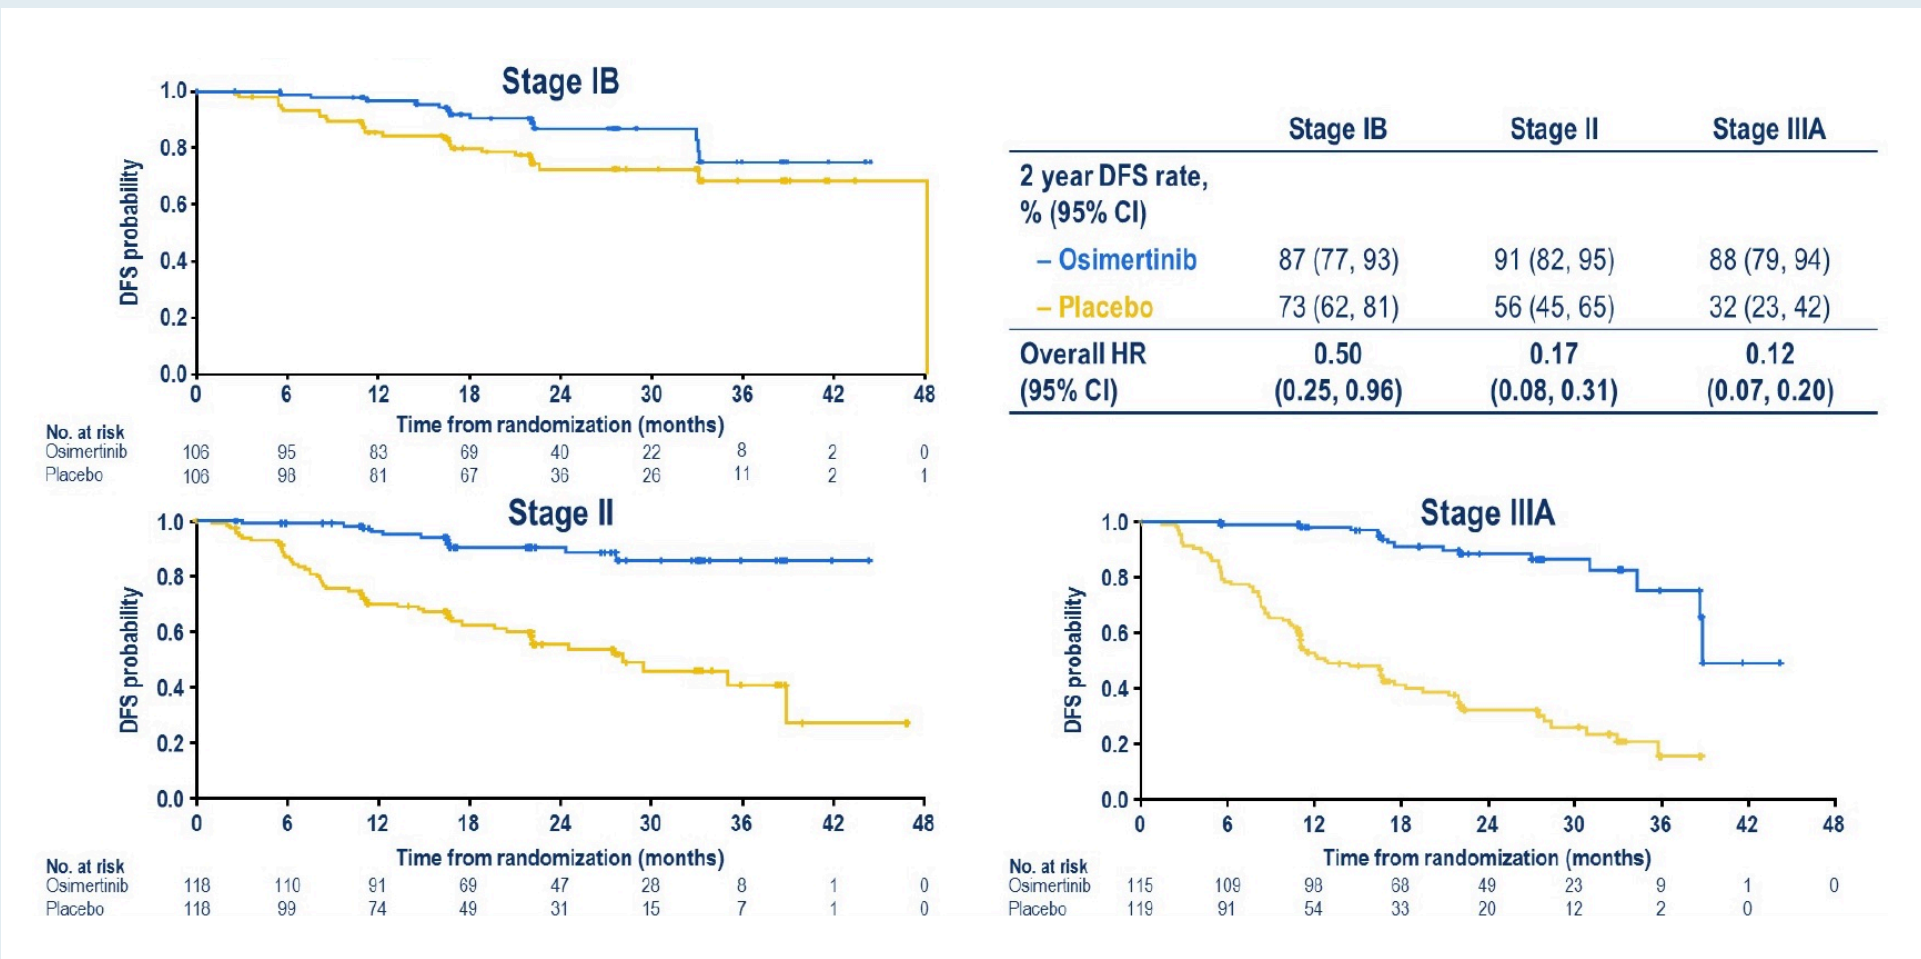 Stage IB
1.0
0.8
0.6
0.4
0.2
0.0
DFS probability
0 6 12 18 24 30 36 42 48
Time from randomization (months)
No. at risk
Osimertinib 106 95 83 69 40 22 8 2 0
Placebo 106 98 81 67 36 26 11 2 1
Stage IB Stage II Stage IIIA
2 year DFS rate,
% (95% CI)
– Osimertinib 87 (77, 93) 91 (82, 95) 88 (79, 94)
– Placebo 73 (62, 81) 56 (45, 65) 32 (23, 42)
Overall HR 0.50 0.17 0.12
(95% CI) (0.25, 0.96) (0.08, 0.31) (0.07, 0.20)
Stage II
1.0
0.8
0.6
0.4
0.2
0.0
DFS probability
0 6 12 18 24 30 36 42 48
Time from randomization (months)
No. at risk
Osimertinib 118 110 91 69 47 28 8 1 0
Placebo 118 99 74 49 31 15 7 1 0
Stage IIIA
1.0
0.8
0.6
0.4
0.2
0.0
DFS probability
0 6 12 18 24 30 36 42 48
Time from randomization (months)
No. at risk
Osimertinib 115 109 98 68 49 23 9 1 0
Placebo 119 91 54 33 20 12 2 0